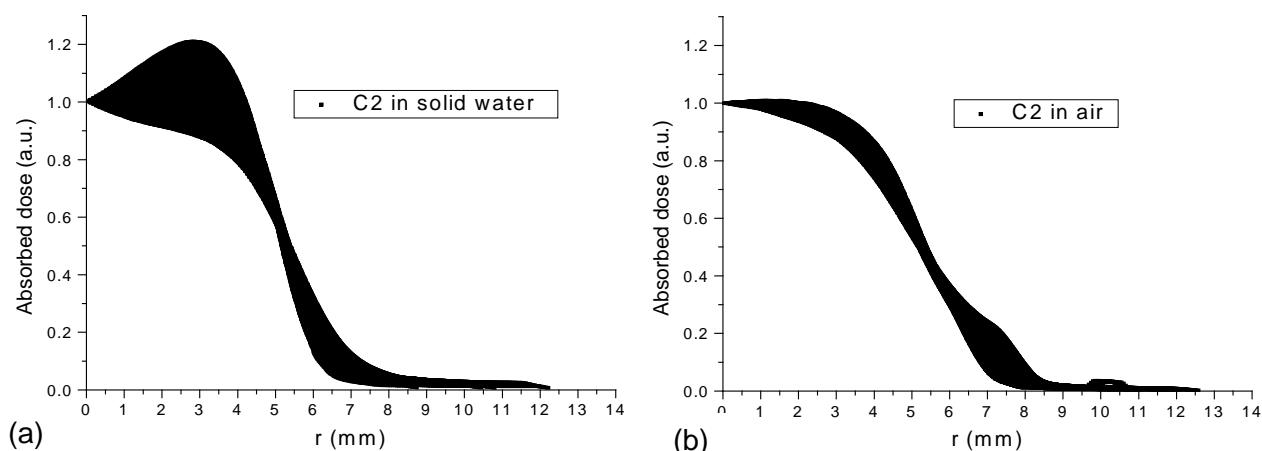 1.2
1.0
0.8
0.6
0.4
0.2
0.0
Absorbed dose (a.u.)
C2 in solid water
0 1 2 3 4 5 6 7 8 9 10 11 12 13 14
r (mm)
(a)
1.2
1.0
0.8
0.6
0.4
0.2
0.0
Absorbed dose (a.u.)
C2 in air
0 1 2 3 4 5 6 7 8 9 10 11 12 13 14
r (mm)
(b)